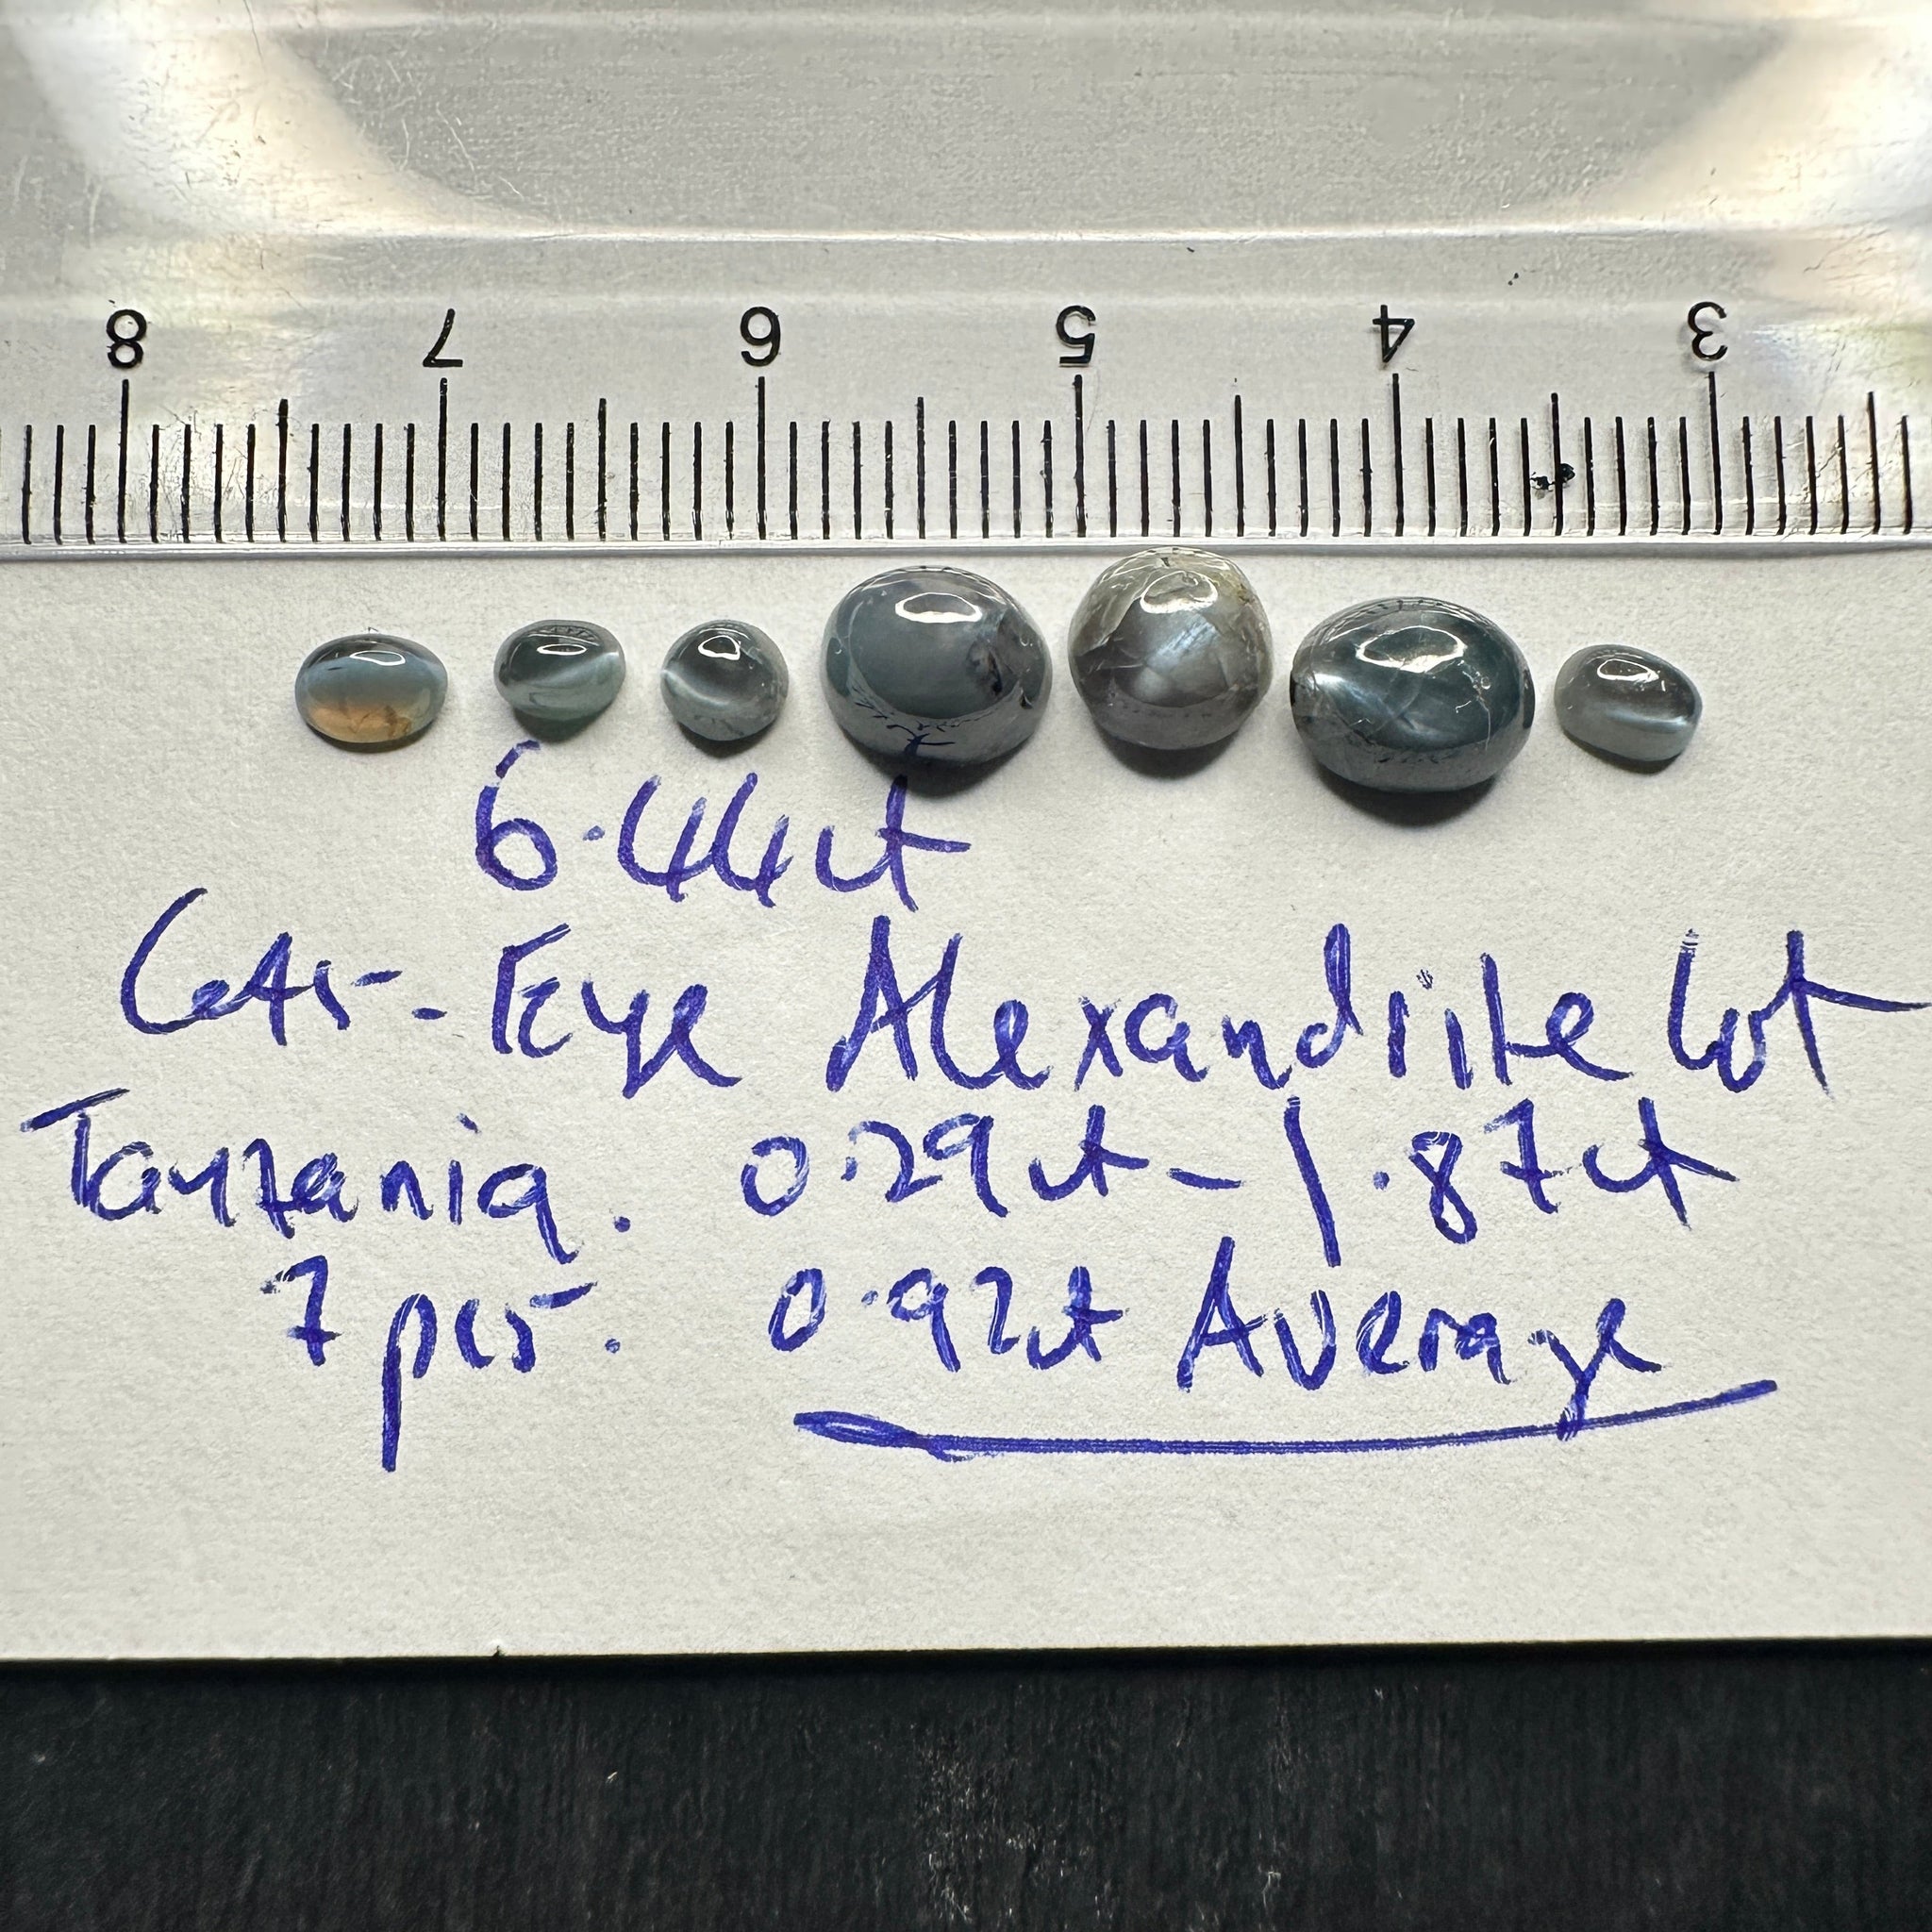 8 7 6 5 4 3
6.44ct
Cats-Eye Alexandrite lot
Tanzania. 0.29ct - 1.87ct
7 pcs. 0.92ct Average